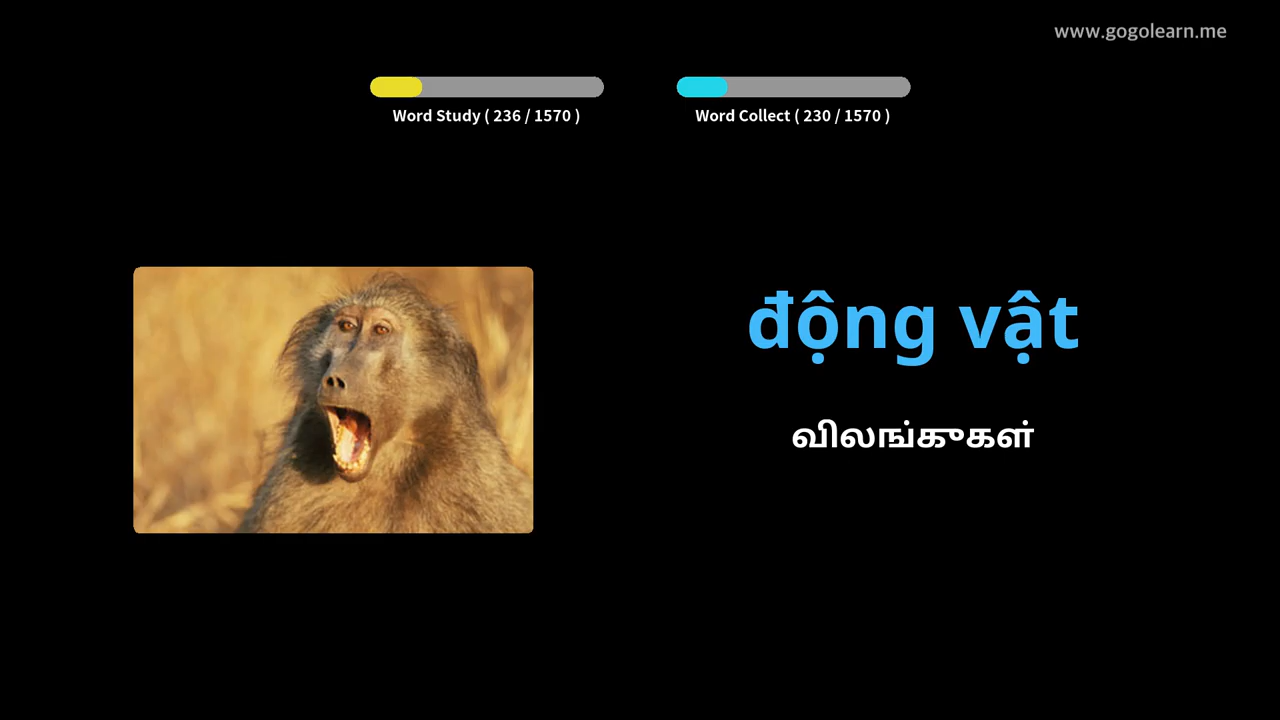 www.gogolearn.me
Word Study ( 236 / 1570 )
Word Collect ( 230 / 1570 )
động vật
விலங்குகள்